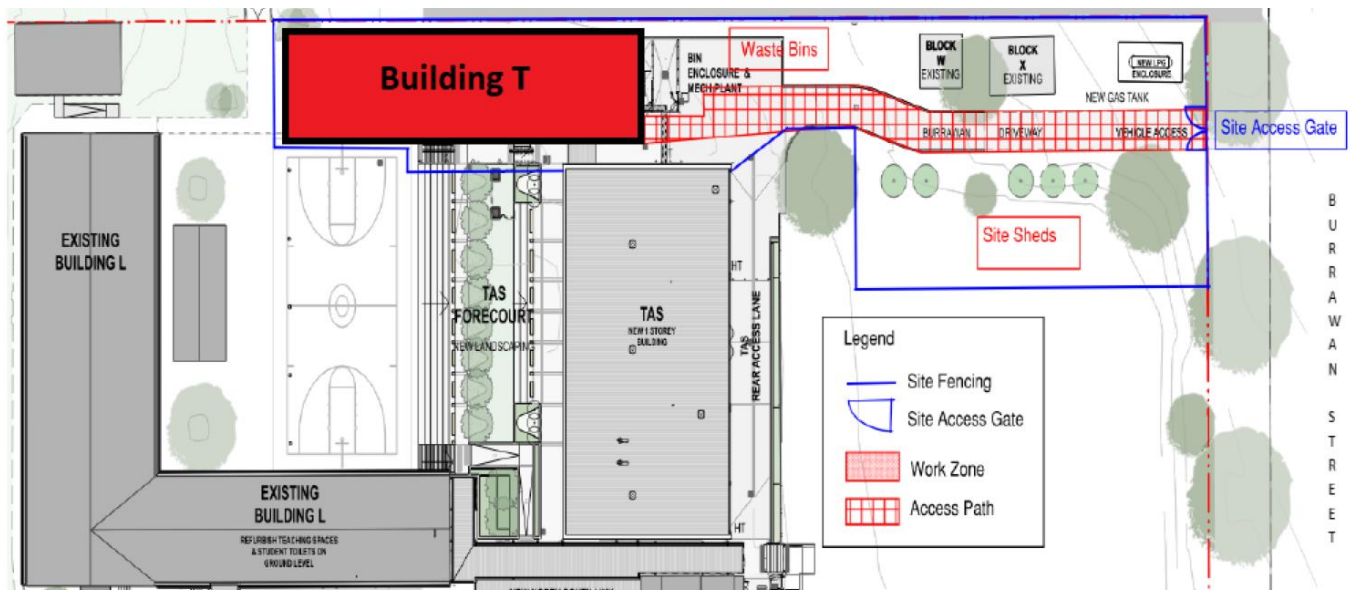 Building T
BIN
ENCLOSURE &
MECH PLANT
Waste Bins
BLOCK
W
EXISTING
BLOCK
X
EXISTING
NEW LPG
ENCLOSURE
NEW GAS TANK
BURRAWAN DRIVEWAY VEHICLE ACCESS
Site Access Gate
Site Sheds
BURRAWAN STREET
EXISTING
BUILDING L
TAS
FORECOURT
NEW LANDSCAPING
TAS
NEW 1 STOREY
BUILDING
HT
TAS
REAR ACCESS LANE
HT
EXISTING
BUILDING L
REFURBISH TEACHING SPACES
& STUDENT TOILETS ON
GROUND LEVEL
Legend
Site Fencing
Site Access Gate
Work Zone
Access Path